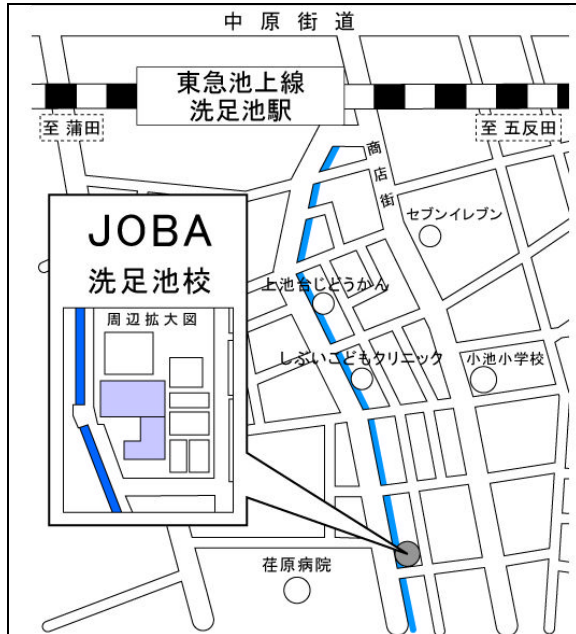 中原街道
東急池上線
洗足池駅
至 蒲田
至 五反田
商店街
セブンイレブン
JOBA
洗足池校
周辺拡大図
上池台じどうかん
しぶいこどもクリニック
小池小学校
荏原病院